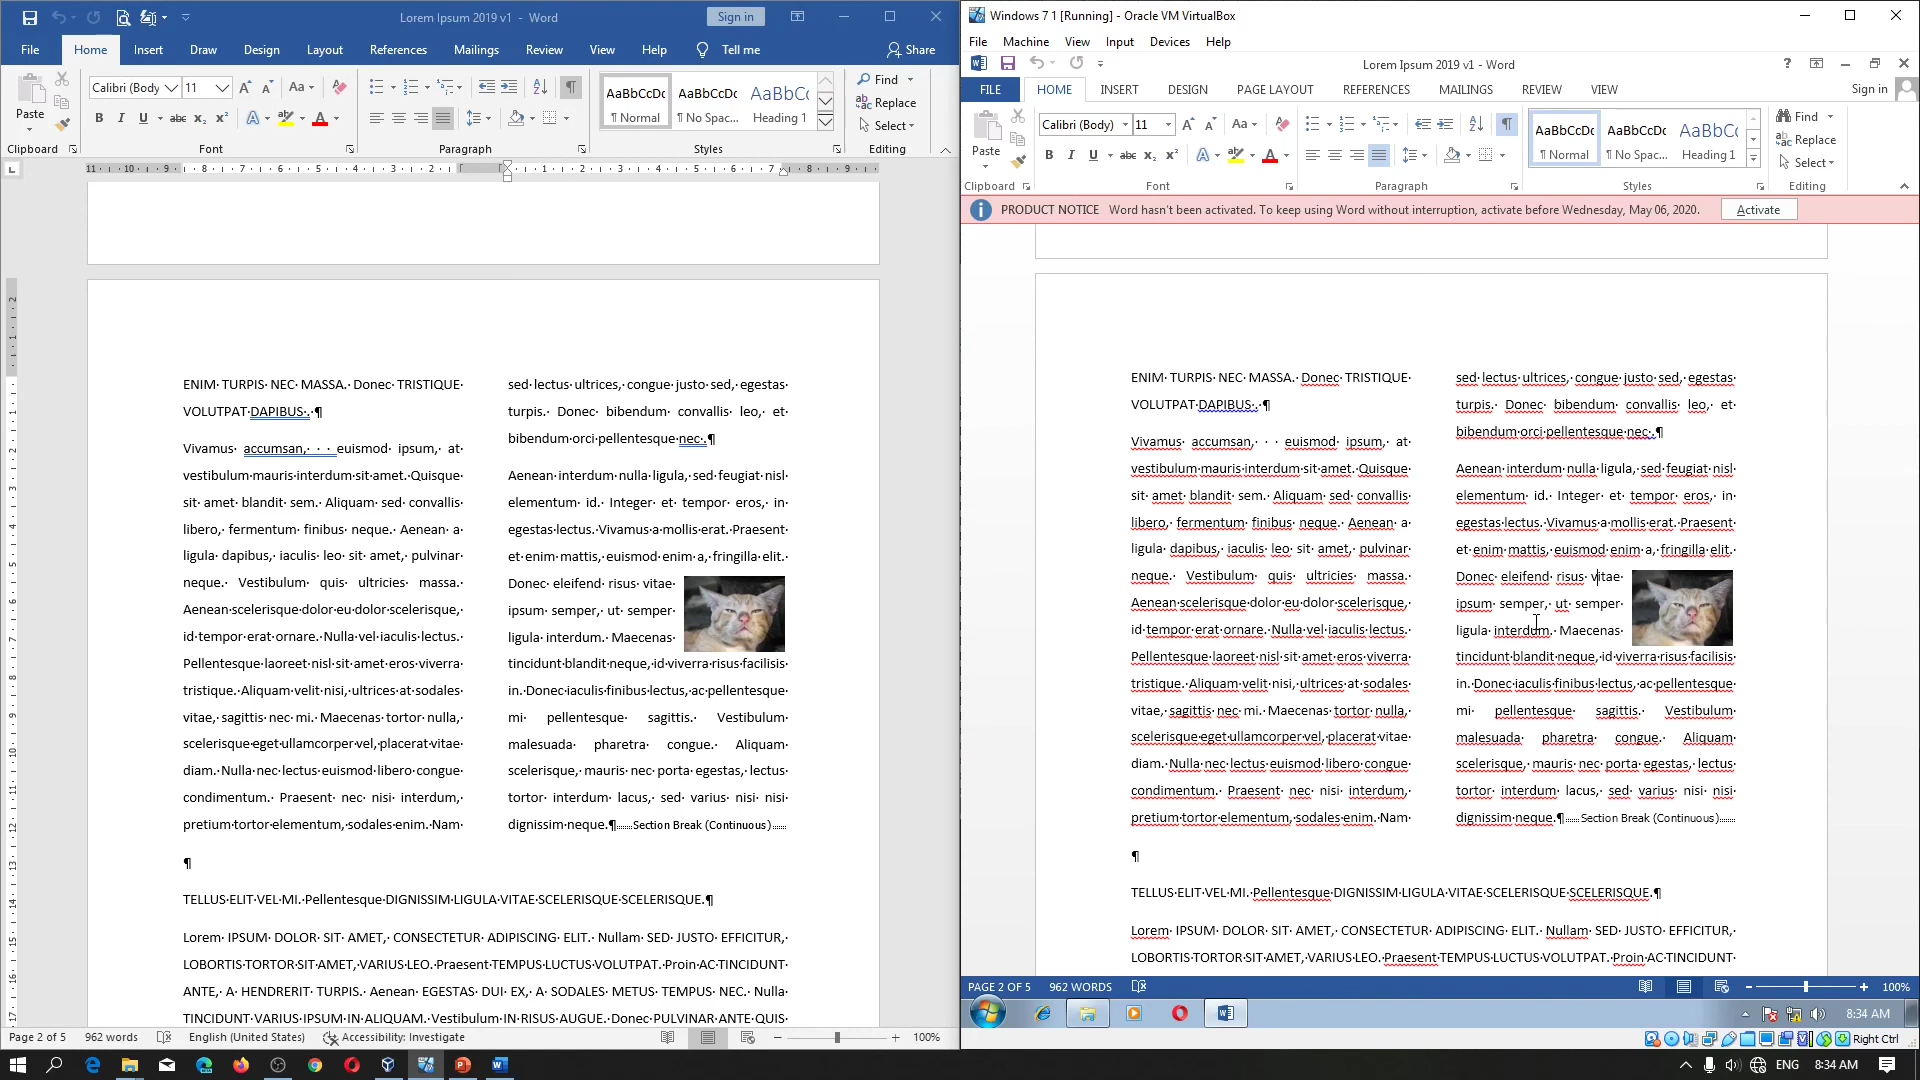 Lorem Ipsum 2019 v1 - Word
Sign in
File Home Insert Draw Design Layout References Mailings Review View Help Tell me Share
Paste
Calibri (Body) 11
Aa
B I U abc x₂ x²
AaBbCcDc AaBbCcDc AaBbCc
¶ Normal ¶ No Spac... Heading 1
Find
Replace
Select
Clipboard Font Paragraph Styles Editing
ENIM TURPIS NEC MASSA. Donec TRISTIQUE
VOLUTPAT DAPIBUS . ¶
Vivamus accumsan, euismod ipsum, at
vestibulum mauris interdum sit amet. Quisque
sit amet blandit sem. Aliquam sed convallis
libero, fermentum finibus neque. Aenean a
ligula dapibus, iaculis leo sit amet, pulvinar
neque. Vestibulum quis ultricies massa.
Aenean scelerisque dolor eu dolor scelerisque,
id tempor erat ornare. Nulla vel iaculis lectus.
Pellentesque laoreet nisl sit amet eros viverra
tristique. Aliquam velit nisi, ultrices at sodales
vitae, sagittis nec mi. Maecenas tortor nulla,
scelerisque eget ullamcorper vel, placerat vitae
diam. Nulla nec lectus euismod libero congue
condimentum. Praesent nec nisi interdum,
pretium tortor elementum, sodales enim. Nam
sed lectus ultrices, congue justo sed, egestas
turpis. Donec bibendum convallis leo, et
bibendum orci pellentesque nec .¶
Aenean interdum nulla ligula, sed feugiat nisl
elementum id. Integer et tempor eros, in
egestas lectus. Vivamus a mollis erat. Praesent
et enim mattis, euismod enim a, fringilla elit.
Donec eleifend risus vitae
ipsum semper, ut semper
ligula interdum. Maecenas
tincidunt blandit neque, id viverra risus facilisis
in. Donec iaculis finibus lectus, ac pellentesque
mi pellentesque sagittis. Vestibulum
malesuada pharetra congue. Aliquam
scelerisque, mauris nec porta egestas, lectus
tortor interdum lacus, sed varius nisi nisi
dignissim neque.¶ Section Break (Continuous)
¶
TELLUS ELIT VEL MI. Pellentesque DIGNISSIM LIGULA VITAE SCELERISQUE SCELERISQUE.¶
Lorem IPSUM DOLOR SIT AMET, CONSECTETUR ADIPISCING ELIT. Nullam SED JUSTO EFFICITUR,
LOBORTIS TORTOR SIT AMET, VARIUS LEO. Praesent TEMPUS LUCTUS VOLUTPAT. Proin AC TINCIDUNT
ANTE, A HENDRERIT TURPIS. Aenean EGESTAS DUI EX, A SODALES METUS TEMPUS NEC. Nulla
TINCIDUNT VARIUS IPSUM IN ALIQUAM. Vestibulum IN RISUS AUGUE. Donec PULVINAR ANTE QUIS
Page 2 of 5 962 words English (United States) Accessibility: Investigate 100%
Windows 7 1 [Running] - Oracle VM VirtualBox
File Machine View Input Devices Help
Lorem Ipsum 2019 v1 - Word
FILE HOME INSERT DESIGN PAGE LAYOUT REFERENCES MAILINGS REVIEW VIEW Sign in
Paste
Calibri (Body) 11
Aa
B I U abc x₂ x²
AaBbCcDc AaBbCcDc AaBbCc
¶ Normal ¶ No Spac... Heading 1
Find
Replace
Select
Clipboard Font Paragraph Styles Editing
PRODUCT NOTICE Word hasn't been activated. To keep using Word without interruption, activate before Wednesday, May 06, 2020. Activate
ENIM TURPIS NEC MASSA. Donec TRISTIQUE
VOLUTPAT DAPIBUS . ¶
Vivamus accumsan, euismod ipsum, at
vestibulum mauris interdum sit amet. Quisque
sit amet blandit sem. Aliquam sed convallis
libero, fermentum finibus neque. Aenean a
ligula dapibus, iaculis leo sit amet, pulvinar
neque. Vestibulum quis ultricies massa.
Aenean scelerisque dolor eu dolor scelerisque,
id tempor erat ornare. Nulla vel iaculis lectus.
Pellentesque laoreet nisl sit amet eros viverra
tristique. Aliquam velit nisi, ultrices at sodales
vitae, sagittis nec mi. Maecenas tortor nulla,
scelerisque eget ullamcorper vel, placerat vitae
diam. Nulla nec lectus euismod libero congue
condimentum. Praesent nec nisi interdum,
pretium tortor elementum, sodales enim. Nam
sed lectus ultrices, congue justo sed, egestas
turpis. Donec bibendum convallis leo, et
bibendum orci pellentesque nec .¶
Aenean interdum nulla ligula, sed feugiat nisl
elementum id. Integer et tempor eros, in
egestas lectus. Vivamus a mollis erat. Praesent
et enim mattis, euismod enim a, fringilla elit.
Donec eleifend risus vitae
ipsum semper, ut semper
ligula interdum. Maecenas
tincidunt blandit neque, id viverra risus facilisis
in. Donec iaculis finibus lectus, ac pellentesque
mi pellentesque sagittis. Vestibulum
malesuada pharetra congue. Aliquam
scelerisque, mauris nec porta egestas, lectus
tortor interdum lacus, sed varius nisi nisi
dignissim neque.¶ Section Break (Continuous)
¶
TELLUS ELIT VEL MI. Pellentesque DIGNISSIM LIGULA VITAE SCELERISQUE SCELERISQUE.¶
Lorem IPSUM DOLOR SIT AMET, CONSECTETUR ADIPISCING ELIT. Nullam SED JUSTO EFFICITUR,
LOBORTIS TORTOR SIT AMET, VARIUS LEO. Praesent TEMPUS LUCTUS VOLUTPAT. Proin AC TINCIDUNT
PAGE 2 OF 5 962 WORDS 100%
8:34 AM
Right Ctrl
ENG 8:34 AM